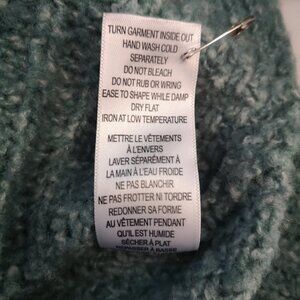 TURN GARMENT INSIDE OUT
HAND WASH COLD
SEPARATELY
DO NOT BLEACH
DO NOT RUB OR WRING
EASE TO SHAPE WHILE DAMP
DRY FLAT
IRON AT LOW TEMPERATURE
METTRE LE VÊTEMENTS
À L'ENVERS
LAVER SÉPARÉMENT À
LA MAIN À L'EAU FROIDE
NE PAS BLANCHIR
NE PAS FROTTER NI TORDRE
REDONNER SA FORME
AU VÊTEMENT PENDANT
QU'IL EST HUMIDE
SÉCHER À PLAT
REPASSER À BASSE